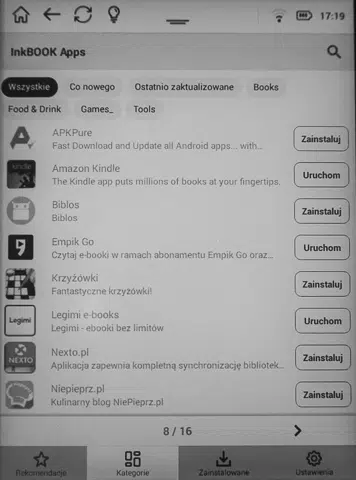 17:19
InkBOOK Apps
Wszystkie
Co nowego
Ostatnio zaktualizowane
Books
Food & Drink
Games_
Tools
APKPure
Fast Download and Update all Android apps... with...
Zainstaluj
kindle
Amazon Kindle
The Kindle app puts millions of books at your fingertips.
Uruchom
Biblos
Biblos
Zainstaluj
Empik Go
Czytaj e-booki w ramach abonamentu Empik Go oraz...
Uruchom
Krzyżówki
Fantastyczne krzyżówki!
Zainstaluj
Legimi
Legimi e-books
Legimi - ebooki bez limitów
Uruchom
NEXTO
Nexto.pl
Aplikacja zapewnia kompletną synchronizację bibliotek...
Zainstaluj
Niepieprz.pl
Kulinarny blog NiePieprz.pl
Zainstaluj
8 / 16
Rekomendacje
Kategorie
Zainstalowane
Ustawienia